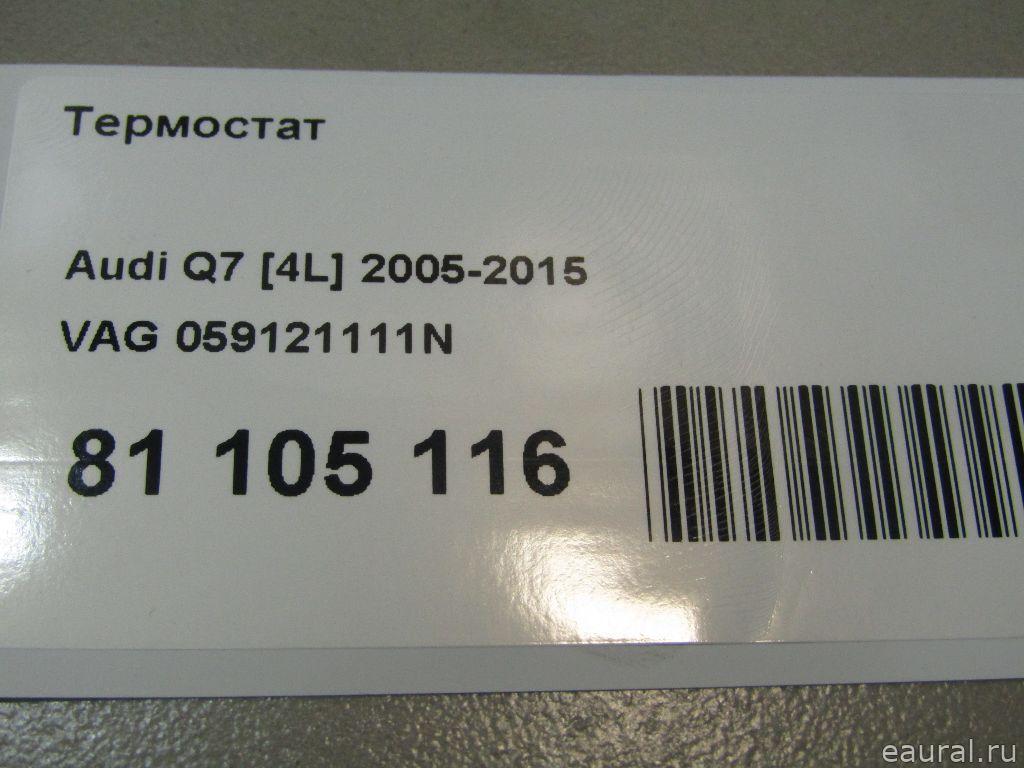 Термостат
Audi Q7 [4L] 2005-2015
VAG 059121111N
81 105 116
eaural.ru